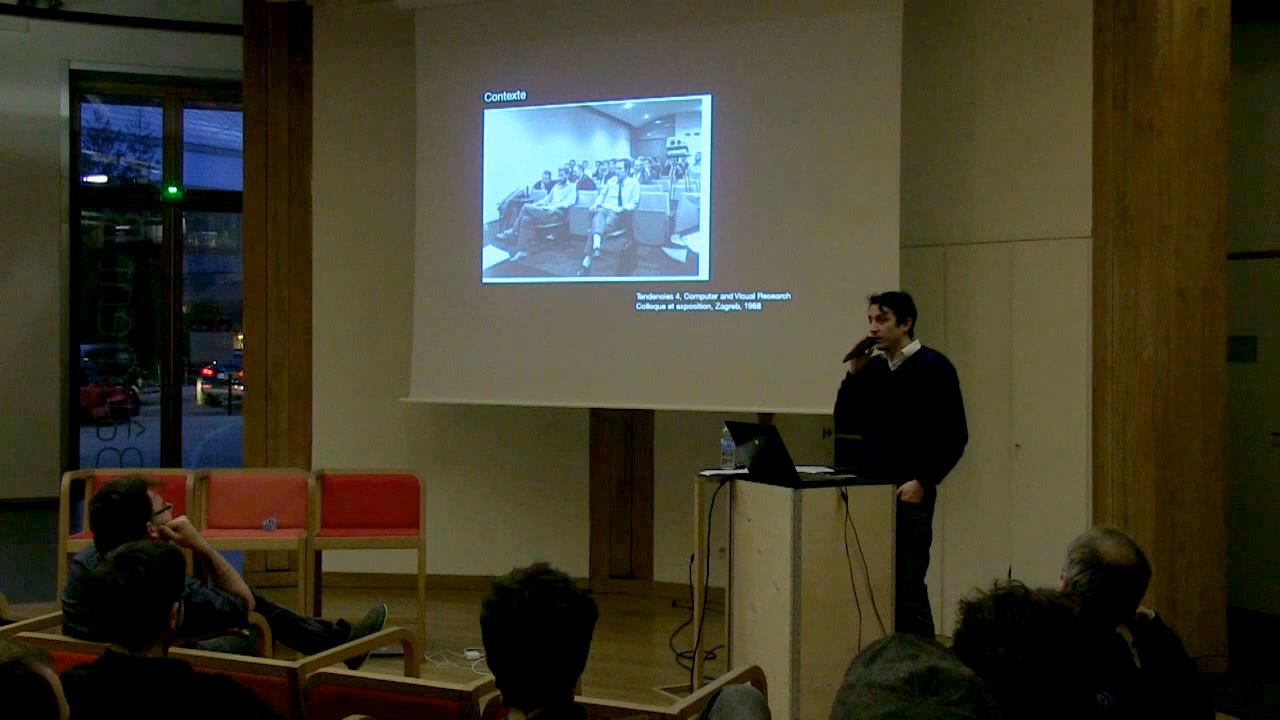 Contexte
Tendencies 4, Computer and Visual Research
Colloque et exposition, Zagreb, 1968